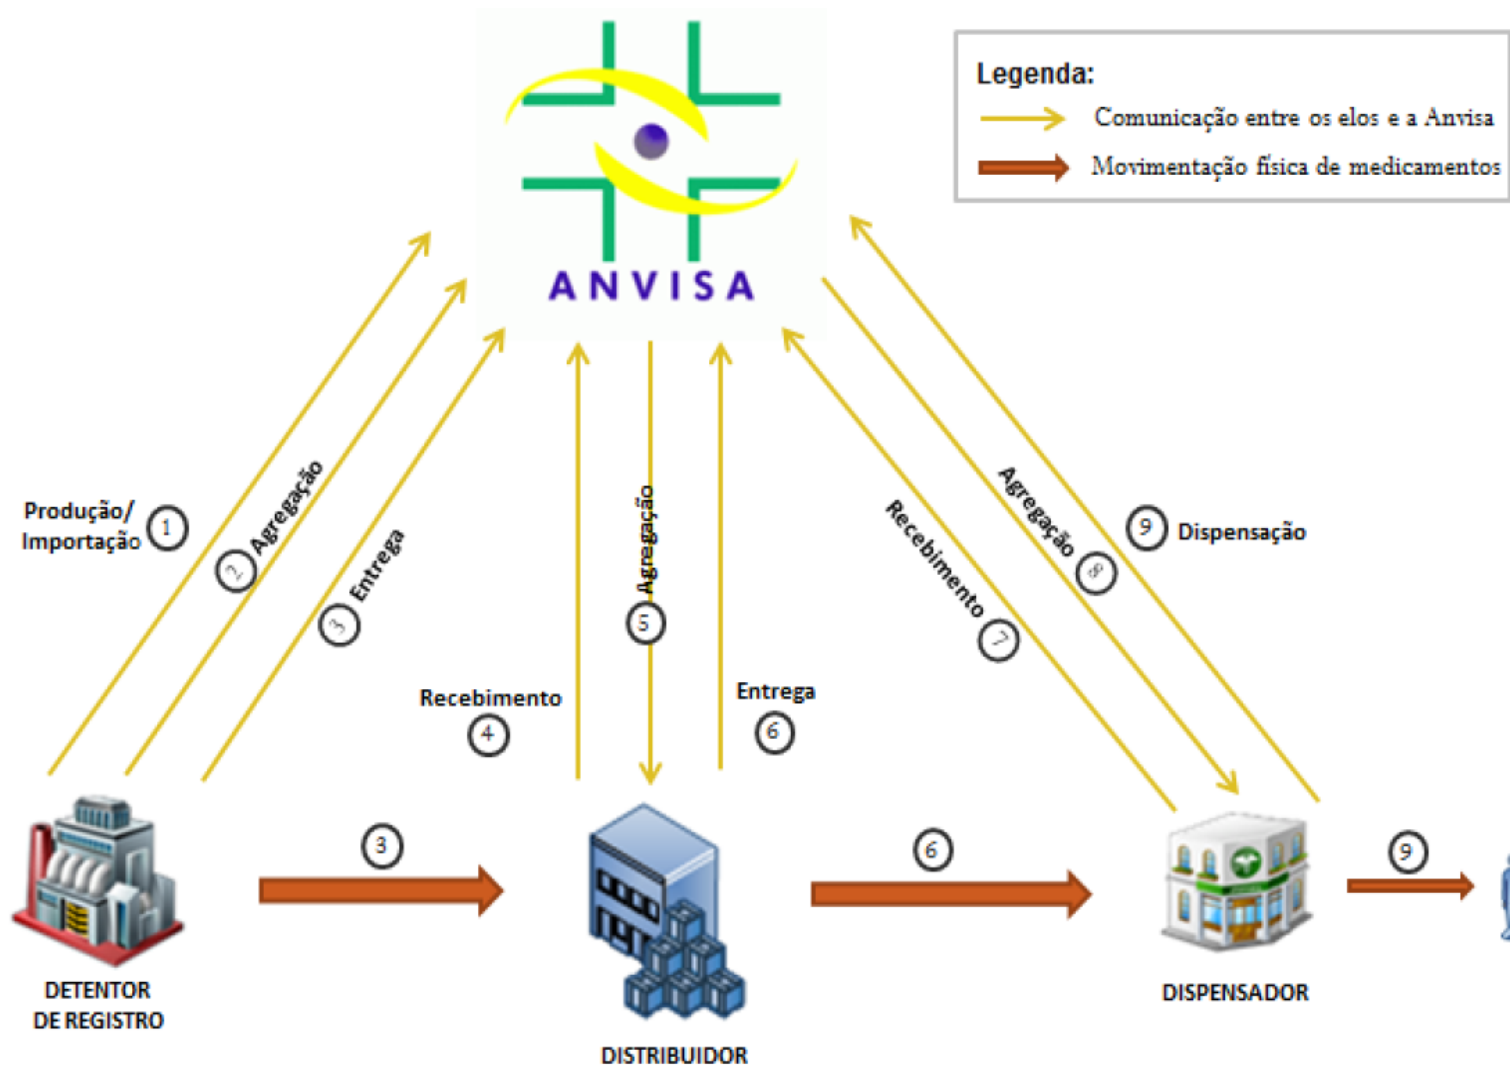 Legenda:
Comunicação entre os elos e a Anvisa
Movimentação física de medicamentos
ANVISA
Produção/
Importação
1
2
Agregação
3
Entrega
Recebimento
4
5
Agregação
Entrega
6
Recebimento
7
Agregação
8
9
Dispensação
3
6
9
DETENTOR
DE REGISTRO
DISTRIBUIDOR
DISPENSADOR